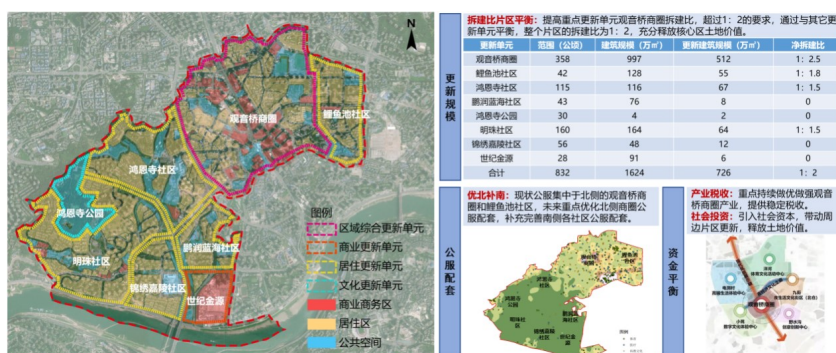 N
观音桥商圈
鲤鱼池社区
鸿恩寺社区
鸿恩寺公园
鹏润蓝海社区
明珠社区
锦绣嘉陵社区
世纪金源
图例
区域综合更新单元
商业更新单元
居住更新单元
文化更新单元
商业商务区
居住区
公共空间
更新规模
拆建比片区平衡：提高重点更新单元观音桥商圈拆建比，超过1：2的要求，通过与其它更
新单元平衡，整个片区的拆建比为1：2，充分释放核心区土地价值。
更新单元 范围（公顷） 建筑规模（万㎡） 更新建筑规模（万㎡） 净拆建比
观音桥商圈 358 997 512 1：2.5
鲤鱼池社区 42 128 55 1：1.8
鸿恩寺社区 115 116 67 1：1.5
鹏润蓝海社区 43 76 8 0
鸿恩寺公园 30 4 2 0
明珠社区 160 164 64 1：1.5
锦绣嘉陵社区 56 48 12 0
世纪金源 28 91 6 0
合计 832 1624 726 1：2
公服配套
优北补南：现状公服集中于北侧的观音桥商
圈和鲤鱼池社区，未来重点优化北侧商圈公
服配套，补充完善南侧各社区公服配套。
资金平衡
产业税收：重点持续做优做强观音
桥商圈产业，提供稳定税收。
社会投资：引入社会资本，带动周
边片区更新，释放土地价值。